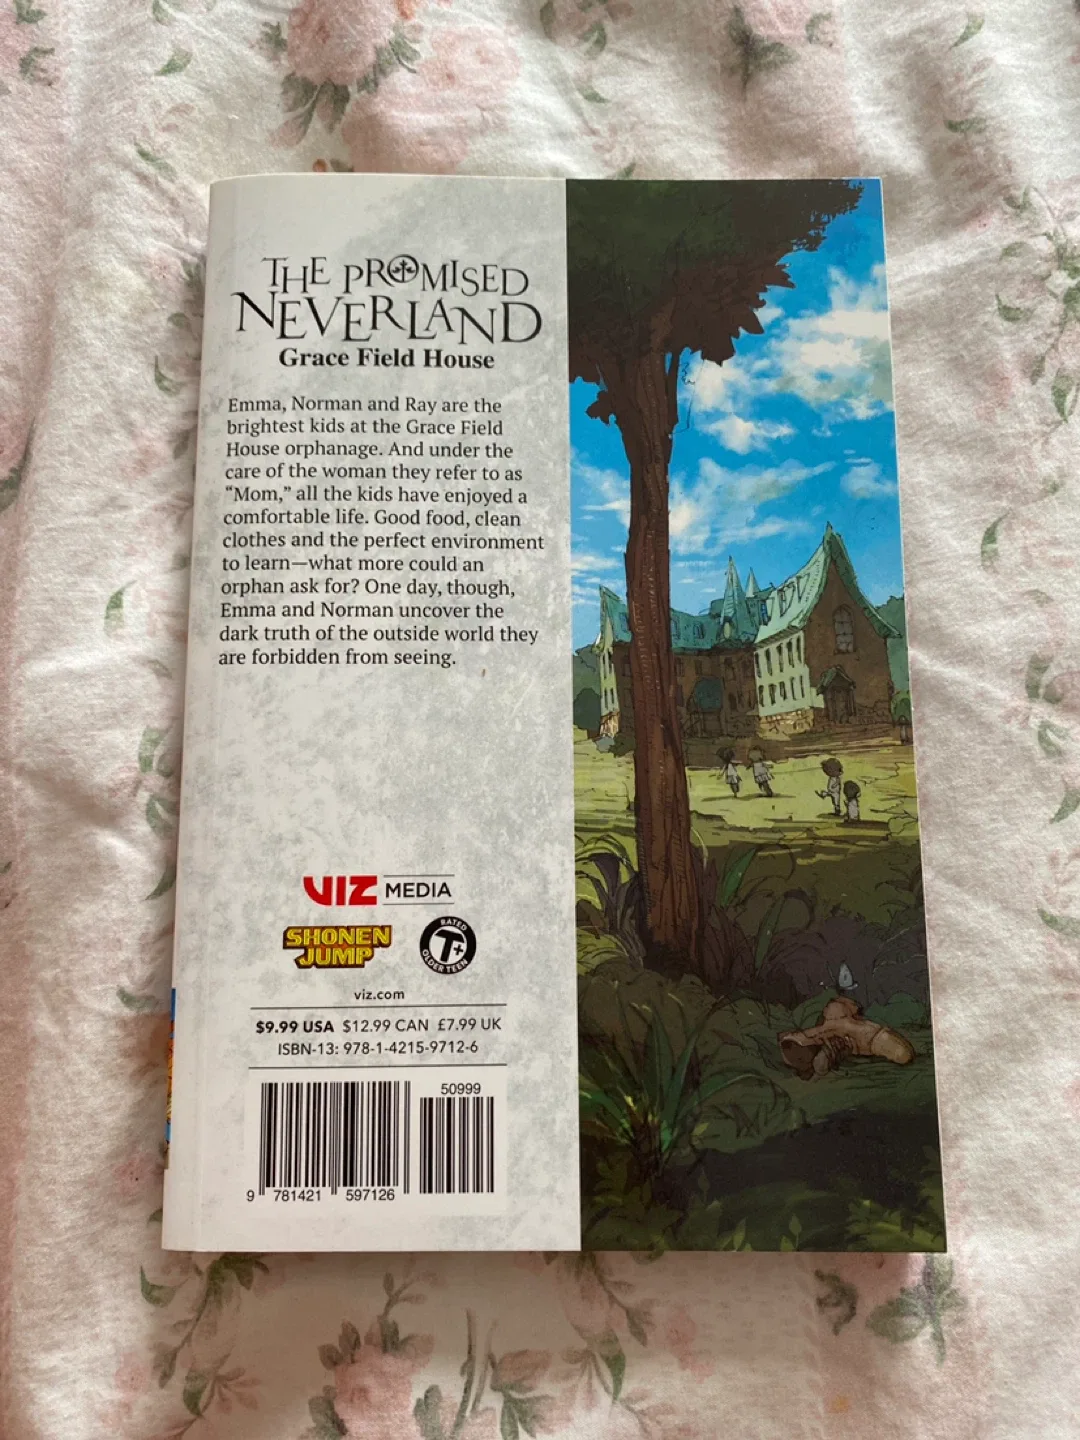 THE PROMISED
NEVERLAND
Grace Field House
Emma, Norman and Ray are the
brightest kids at the Grace Field
House orphanage. And under the
care of the woman they refer to as
“Mom,” all the kids have enjoyed a
comfortable life. Good food, clean
clothes and the perfect environment
to learn—what more could an
orphan ask for? One day, though,
Emma and Norman uncover the
dark truth of the outside world they
are forbidden from seeing.
VIZ MEDIA
SHONEN
JUMP
RATED
T+
OLDER TEEN
viz.com
$9.99 USA $12.99 CAN £7.99 UK
ISBN-13: 978-1-4215-9712-6
50999
9 781421 597126